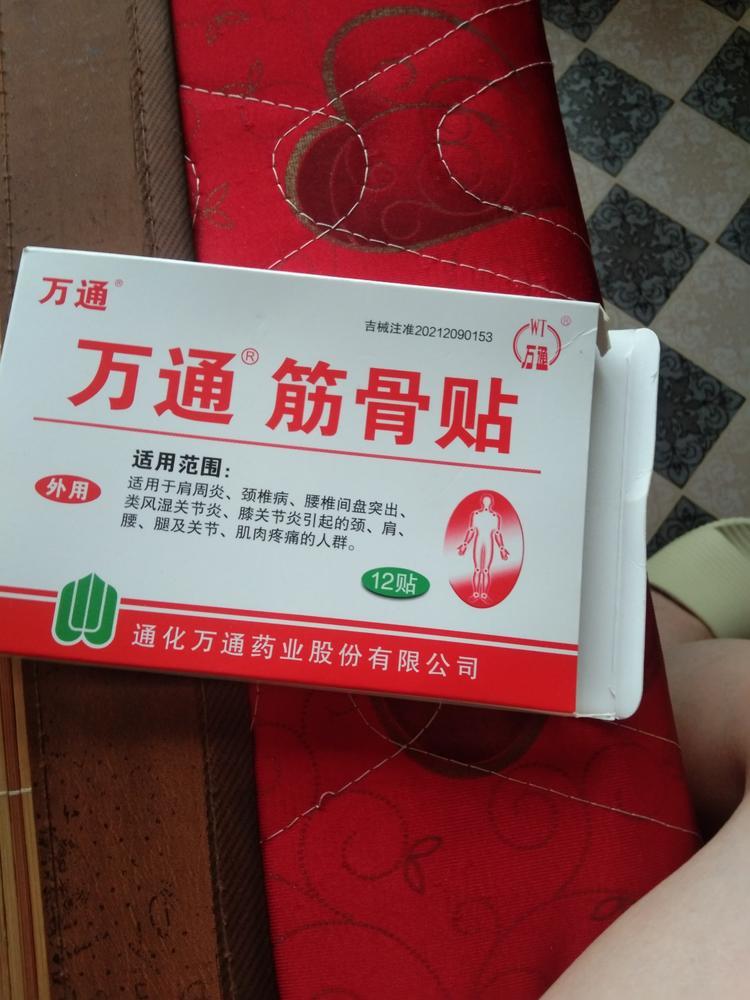 万通®
吉械注准20212090153
WT
万通
®
万通®筋骨贴
适用范围：
外用
适用于肩周炎、颈椎病、腰椎间盘突出、
类风湿关节炎、膝关节炎引起的颈、肩、
腰、腿及关节、肌肉疼痛的人群。
12贴
通化万通药业股份有限公司